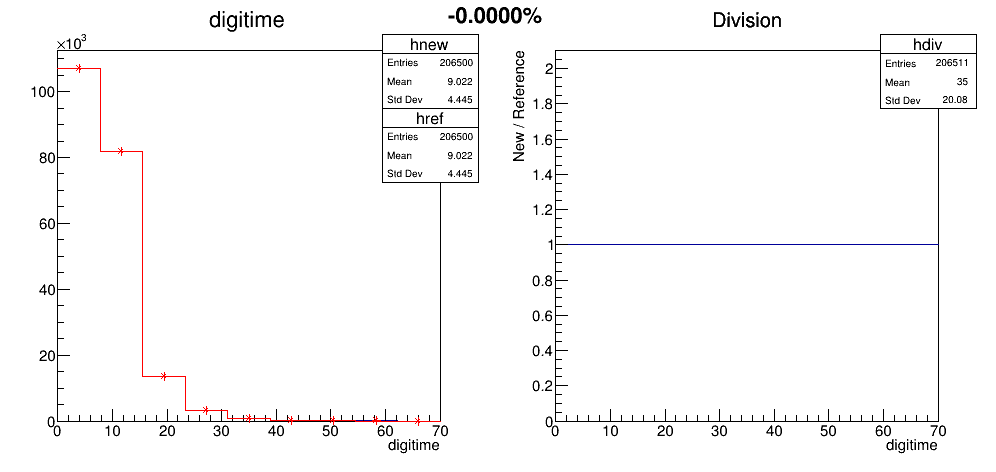 -0.0000%
digitime
×10³
hnew
Entries 206500
Mean 9.022
Std Dev 4.445
href
Entries 206500
Mean 9.022
Std Dev 4.445
100
80
60
40
20
0
0 10 20 30 40 50 60 70
digitime
Division
hdiv
Entries 206511
Mean 35
Std Dev 20.08
New / Reference
2
1.8
1.6
1.4
1.2
1
0.8
0.6
0.4
0.2
0
0 10 20 30 40 50 60 70
digitime